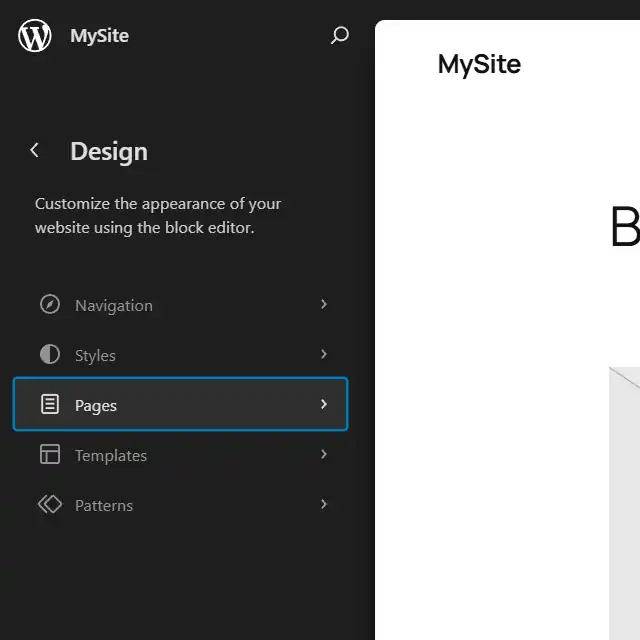 MySite
Design
Customize the appearance of your
website using the block editor.
Navigation
Styles
Pages
Templates
Patterns
MySite
B